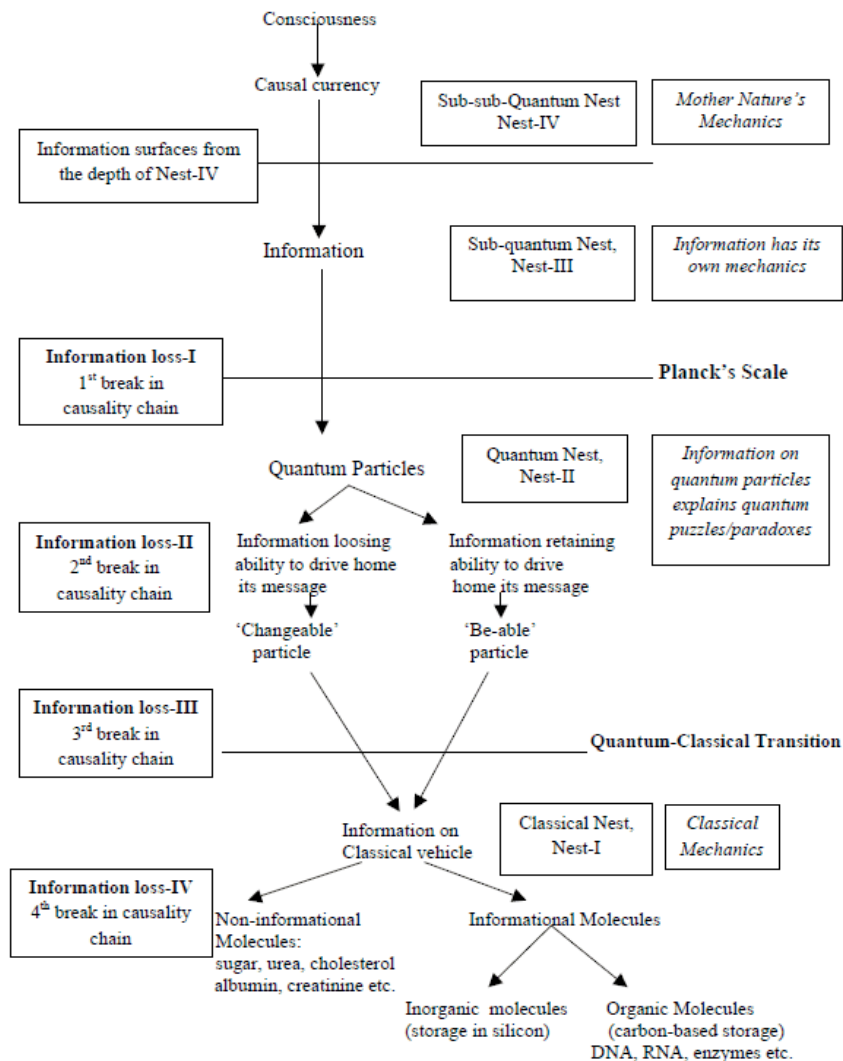 Consciousness
Causal currency
Sub-sub-Quantum Nest
Nest-IV
Mother Nature's
Mechanics
Information surfaces from
the depth of Nest-IV
Information
Sub-quantum Nest,
Nest-III
Information has its
own mechanics
Information loss-I
1st break in
causality chain
Planck's Scale
Quantum Particles
Quantum Nest,
Nest-II
Information on
quantum particles
explains quantum
puzzles/paradoxes
Information loss-II
2nd break in
causality chain
Information loosing
ability to drive home
its message
Information retaining
ability to drive
home its message
‘Changeable’
particle
‘Be-able’
particle
Information loss-III
3rd break in
causality chain
Quantum-Classical Transition
Information on
Classical vehicle
Classical Nest,
Nest-I
Classical
Mechanics
Information loss-IV
4th break in causality
chain
Non-informational
Molecules:
sugar, urea, cholesterol
albumin, creatinine etc.
Informational Molecules
Inorganic molecules
(storage in silicon)
Organic Molecules
(carbon-based storage)
DNA, RNA, enzymes etc.